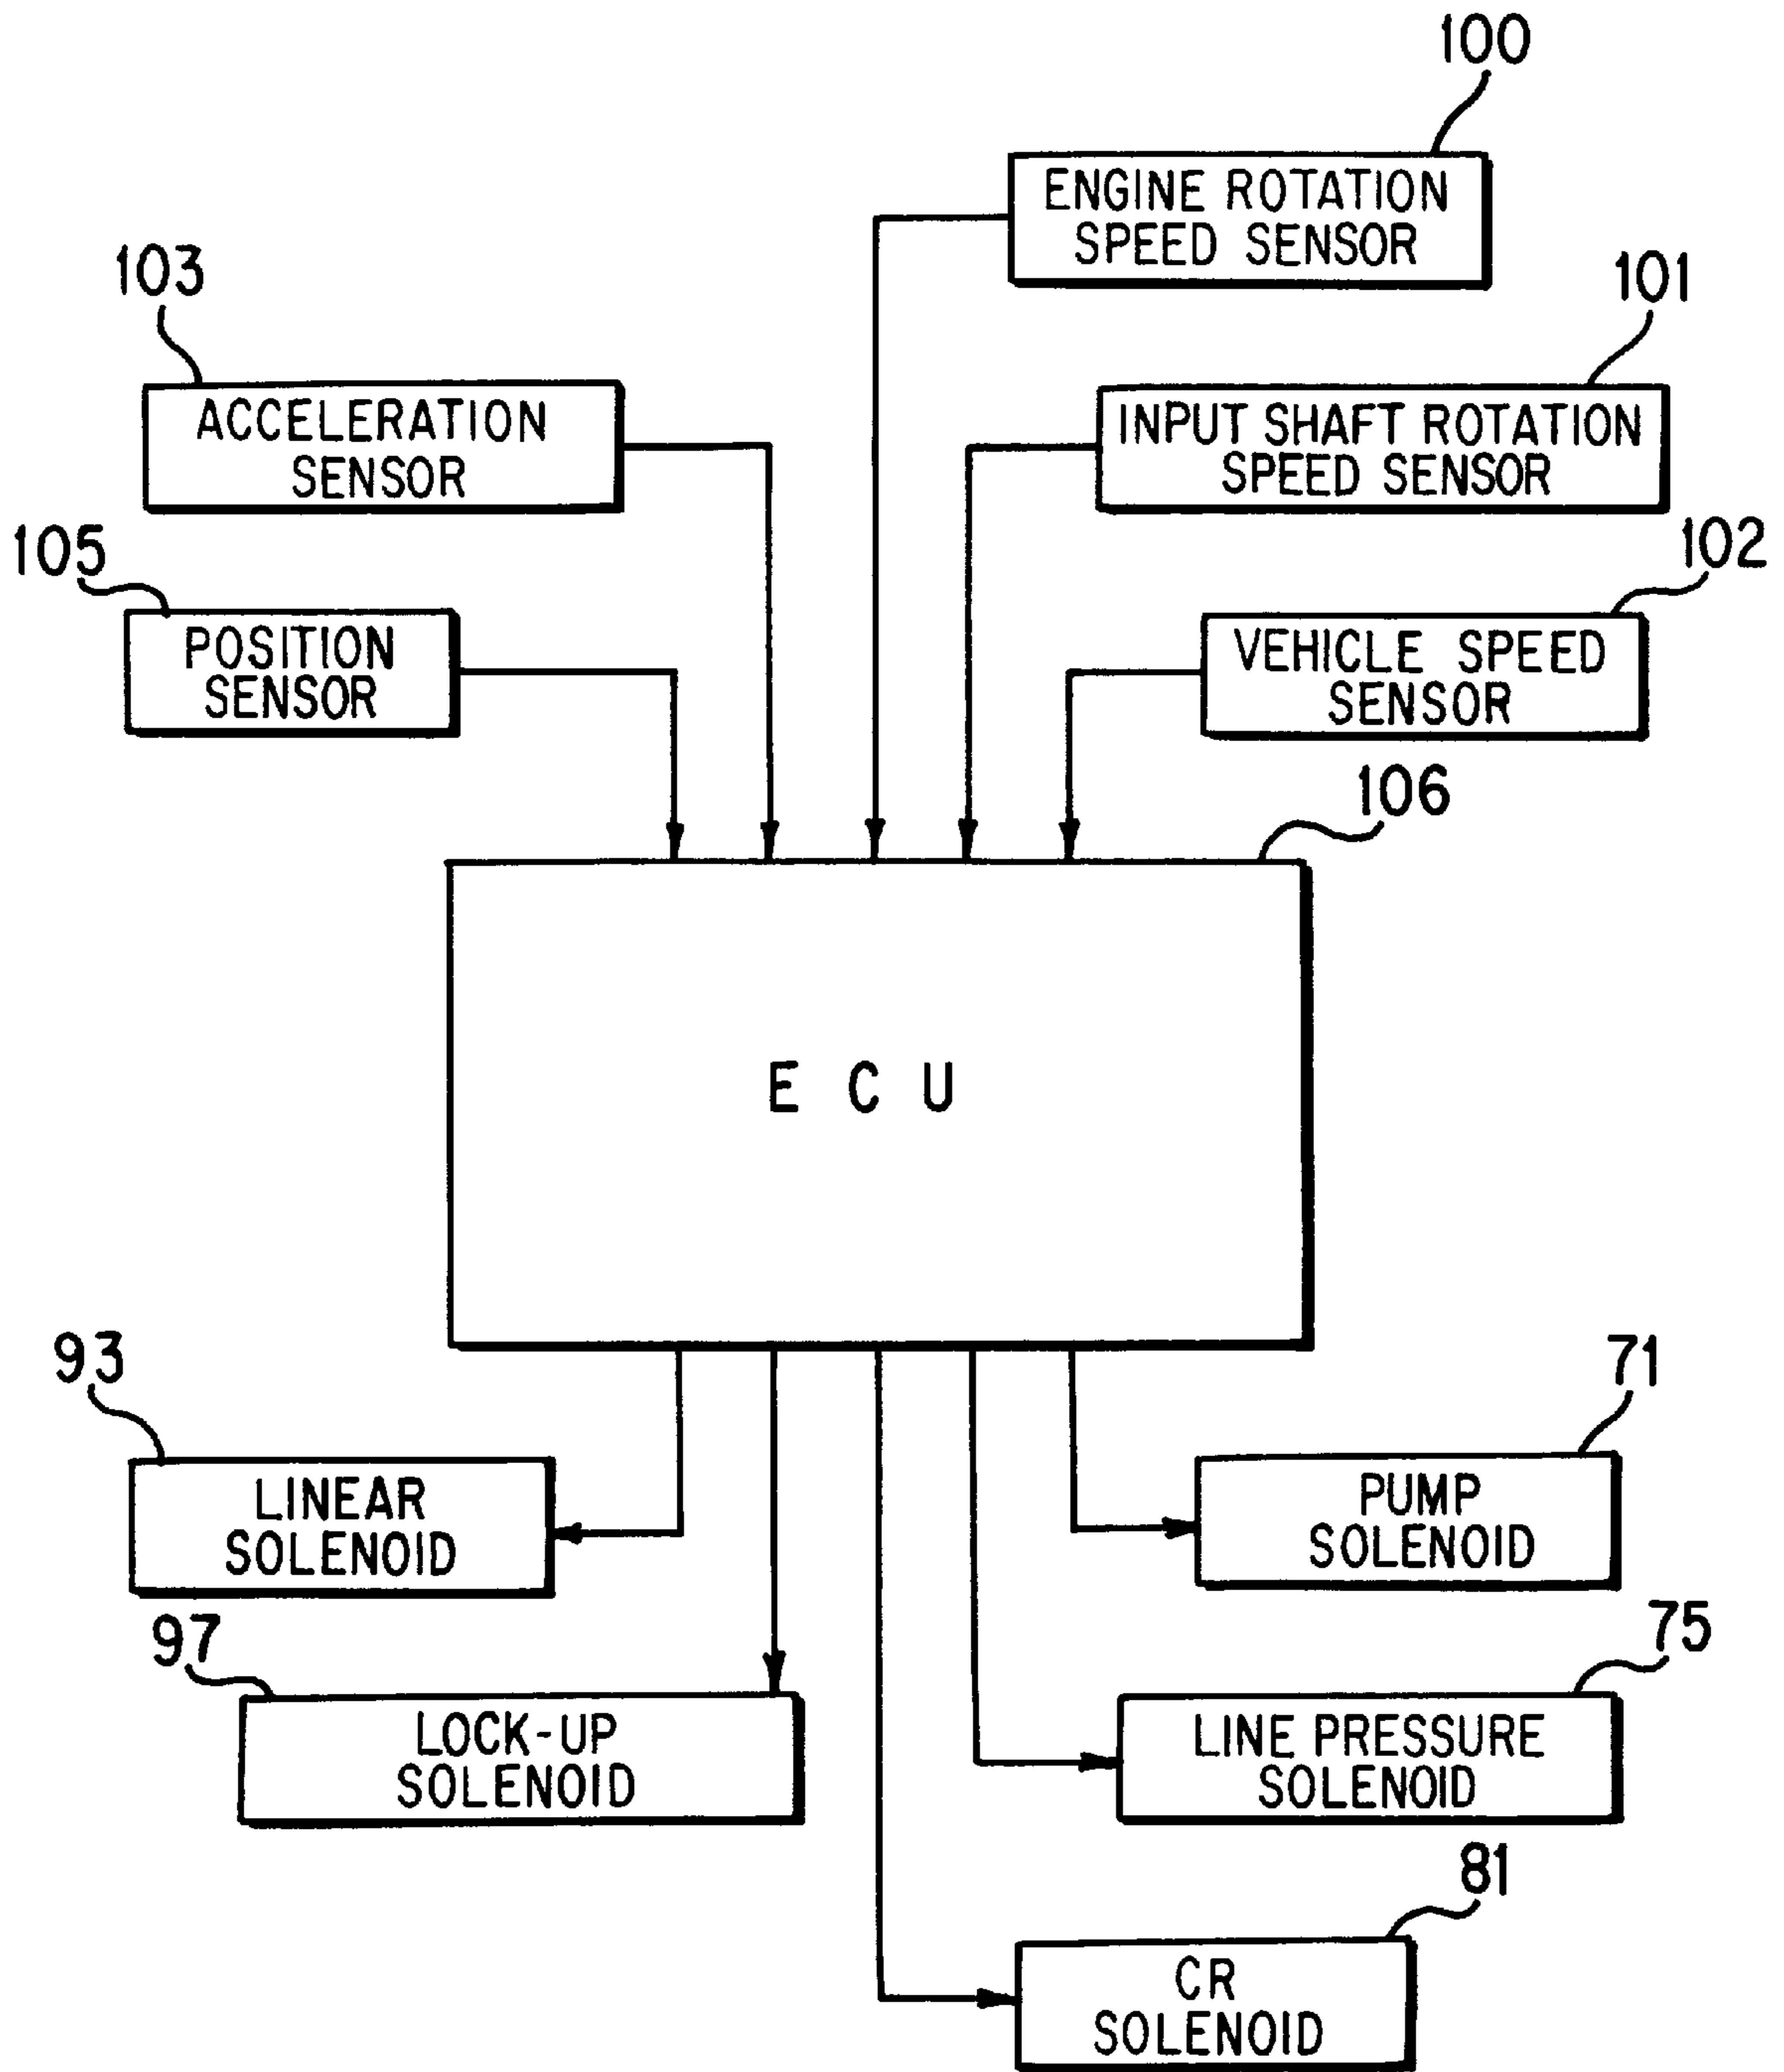 100
ENGINE ROTATION
SPEED SENSOR
103
101
ACCELERATION
SENSOR
INPUT SHAFT ROTATION
SPEED SENSOR
105
102
POSITION
SENSOR
VEHICLE SPEED
SENSOR
106
E C U
93
71
LINEAR
SOLENOID
PUMP
SOLENOID
97
75
LOCK-UP
SOLENOID
LINE PRESSURE
SOLENOID
81
CR
SOLENOID